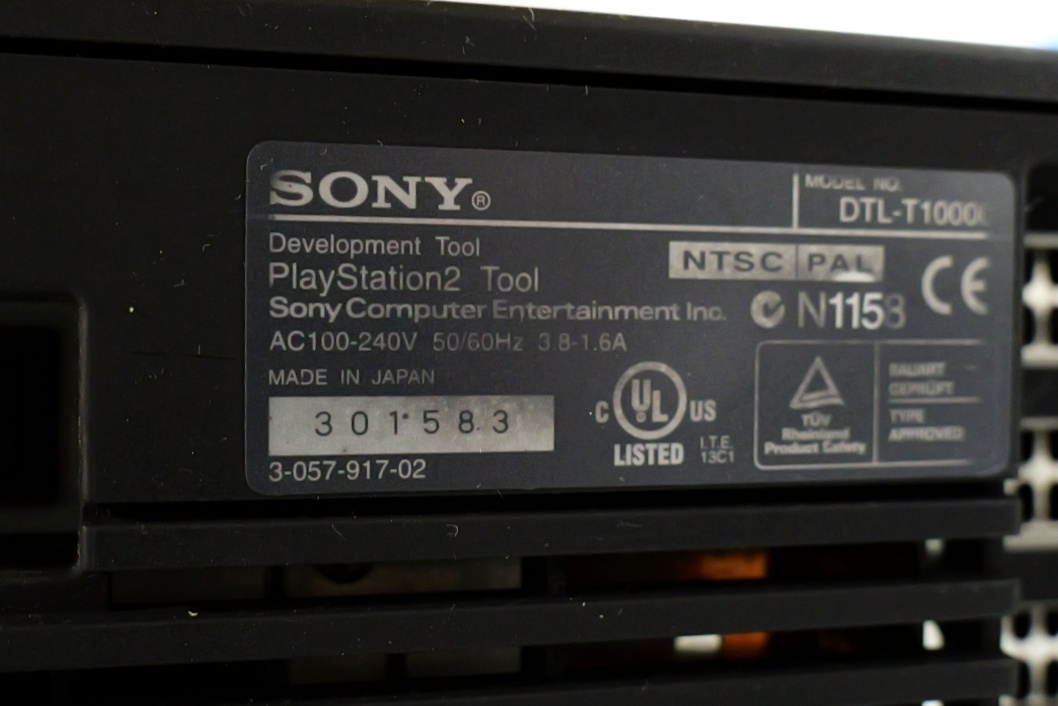 SONY®
MODEL NO.
DTL-T1000
Development Tool
NTSC PAL
PlayStation2 Tool
CE
Sony Computer Entertainment Inc.
N1158
AC100-240V 50/60Hz 3.8-1.6A
MADE IN JAPAN
301583
3-057-917-02
C UL US
LISTED
I.T.E.
13C1
TÜV
Rheinland
Product Safety
BAUART
GEPRÜFT
TYPE
APPROVED